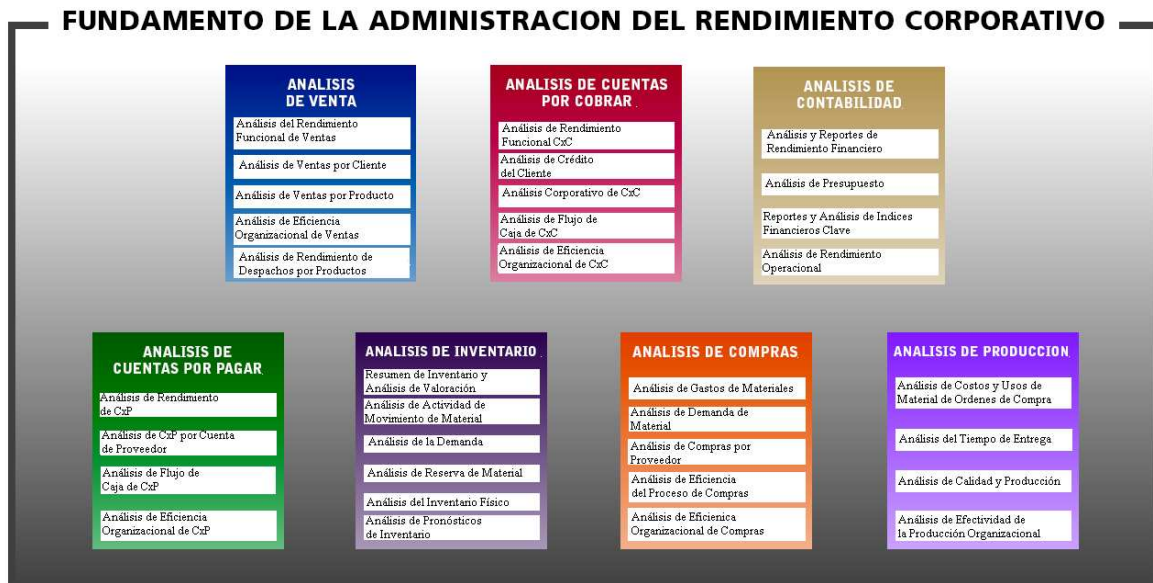 FUNDAMENTO DE LA ADMINISTRACION DEL RENDIMIENTO CORPORATIVO
ANALISIS
DE VENTA
Análisis del Rendimiento
Funcional de Ventas
Análisis de Ventas por Cliente
Análisis de Ventas por Producto
Análisis de Eficiencia
Organizacional de Ventas
Análisis de Rendimiento de
Despachos por Productos
ANALISIS DE CUENTAS
POR COBRAR
Análisis de Rendimiento
Funcional CxC
Análisis de Crédito
del Cliente
Análisis Corporativo de CxC
Análisis de Flujo de
Caja de CxC
Análisis de Eficiencia
Organizacional de CxC
ANALISIS DE
CONTABILIDAD
Análisis y Reportes de
Rendimiento Financiero
Análisis de Presupuesto
Reportes y Análisis de Indices
Financieros Clave
Análisis de Rendimiento
Operacional
ANALISIS DE
CUENTAS POR PAGAR
Análisis de Rendimiento
de CxP
Análisis de CxP por Cuenta
de Proveedor
Análisis de Flujo de
Caja de CxP
Análisis de Eficiencia
Organizacional de CxP
ANALISIS DE INVENTARIO
Resumen de Inventario y
Análisis de Valoración
Análisis de Actividad de
Movimiento de Material
Análisis de la Demanda
Análisis de Reserva de Material
Análisis del Inventario Físico
Análisis de Pronósticos
de Inventario
ANALISIS DE COMPRAS
Análisis de Gastos de Materiales
Análisis de Demanda de
Material
Análisis de Compras por
Proveedor
Análisis de Eficiencia
del Proceso de Compras
Análisis de Eficienica
Organizacional de Compras
ANALISIS DE PRODUCCION
Análisis de Costos y Usos de
Material de Ordenes de Compra
Análisis del Tiempo de Entrega
Análisis de Calidad y Producción
Análisis de Efectividad de
la Producción Organizacional